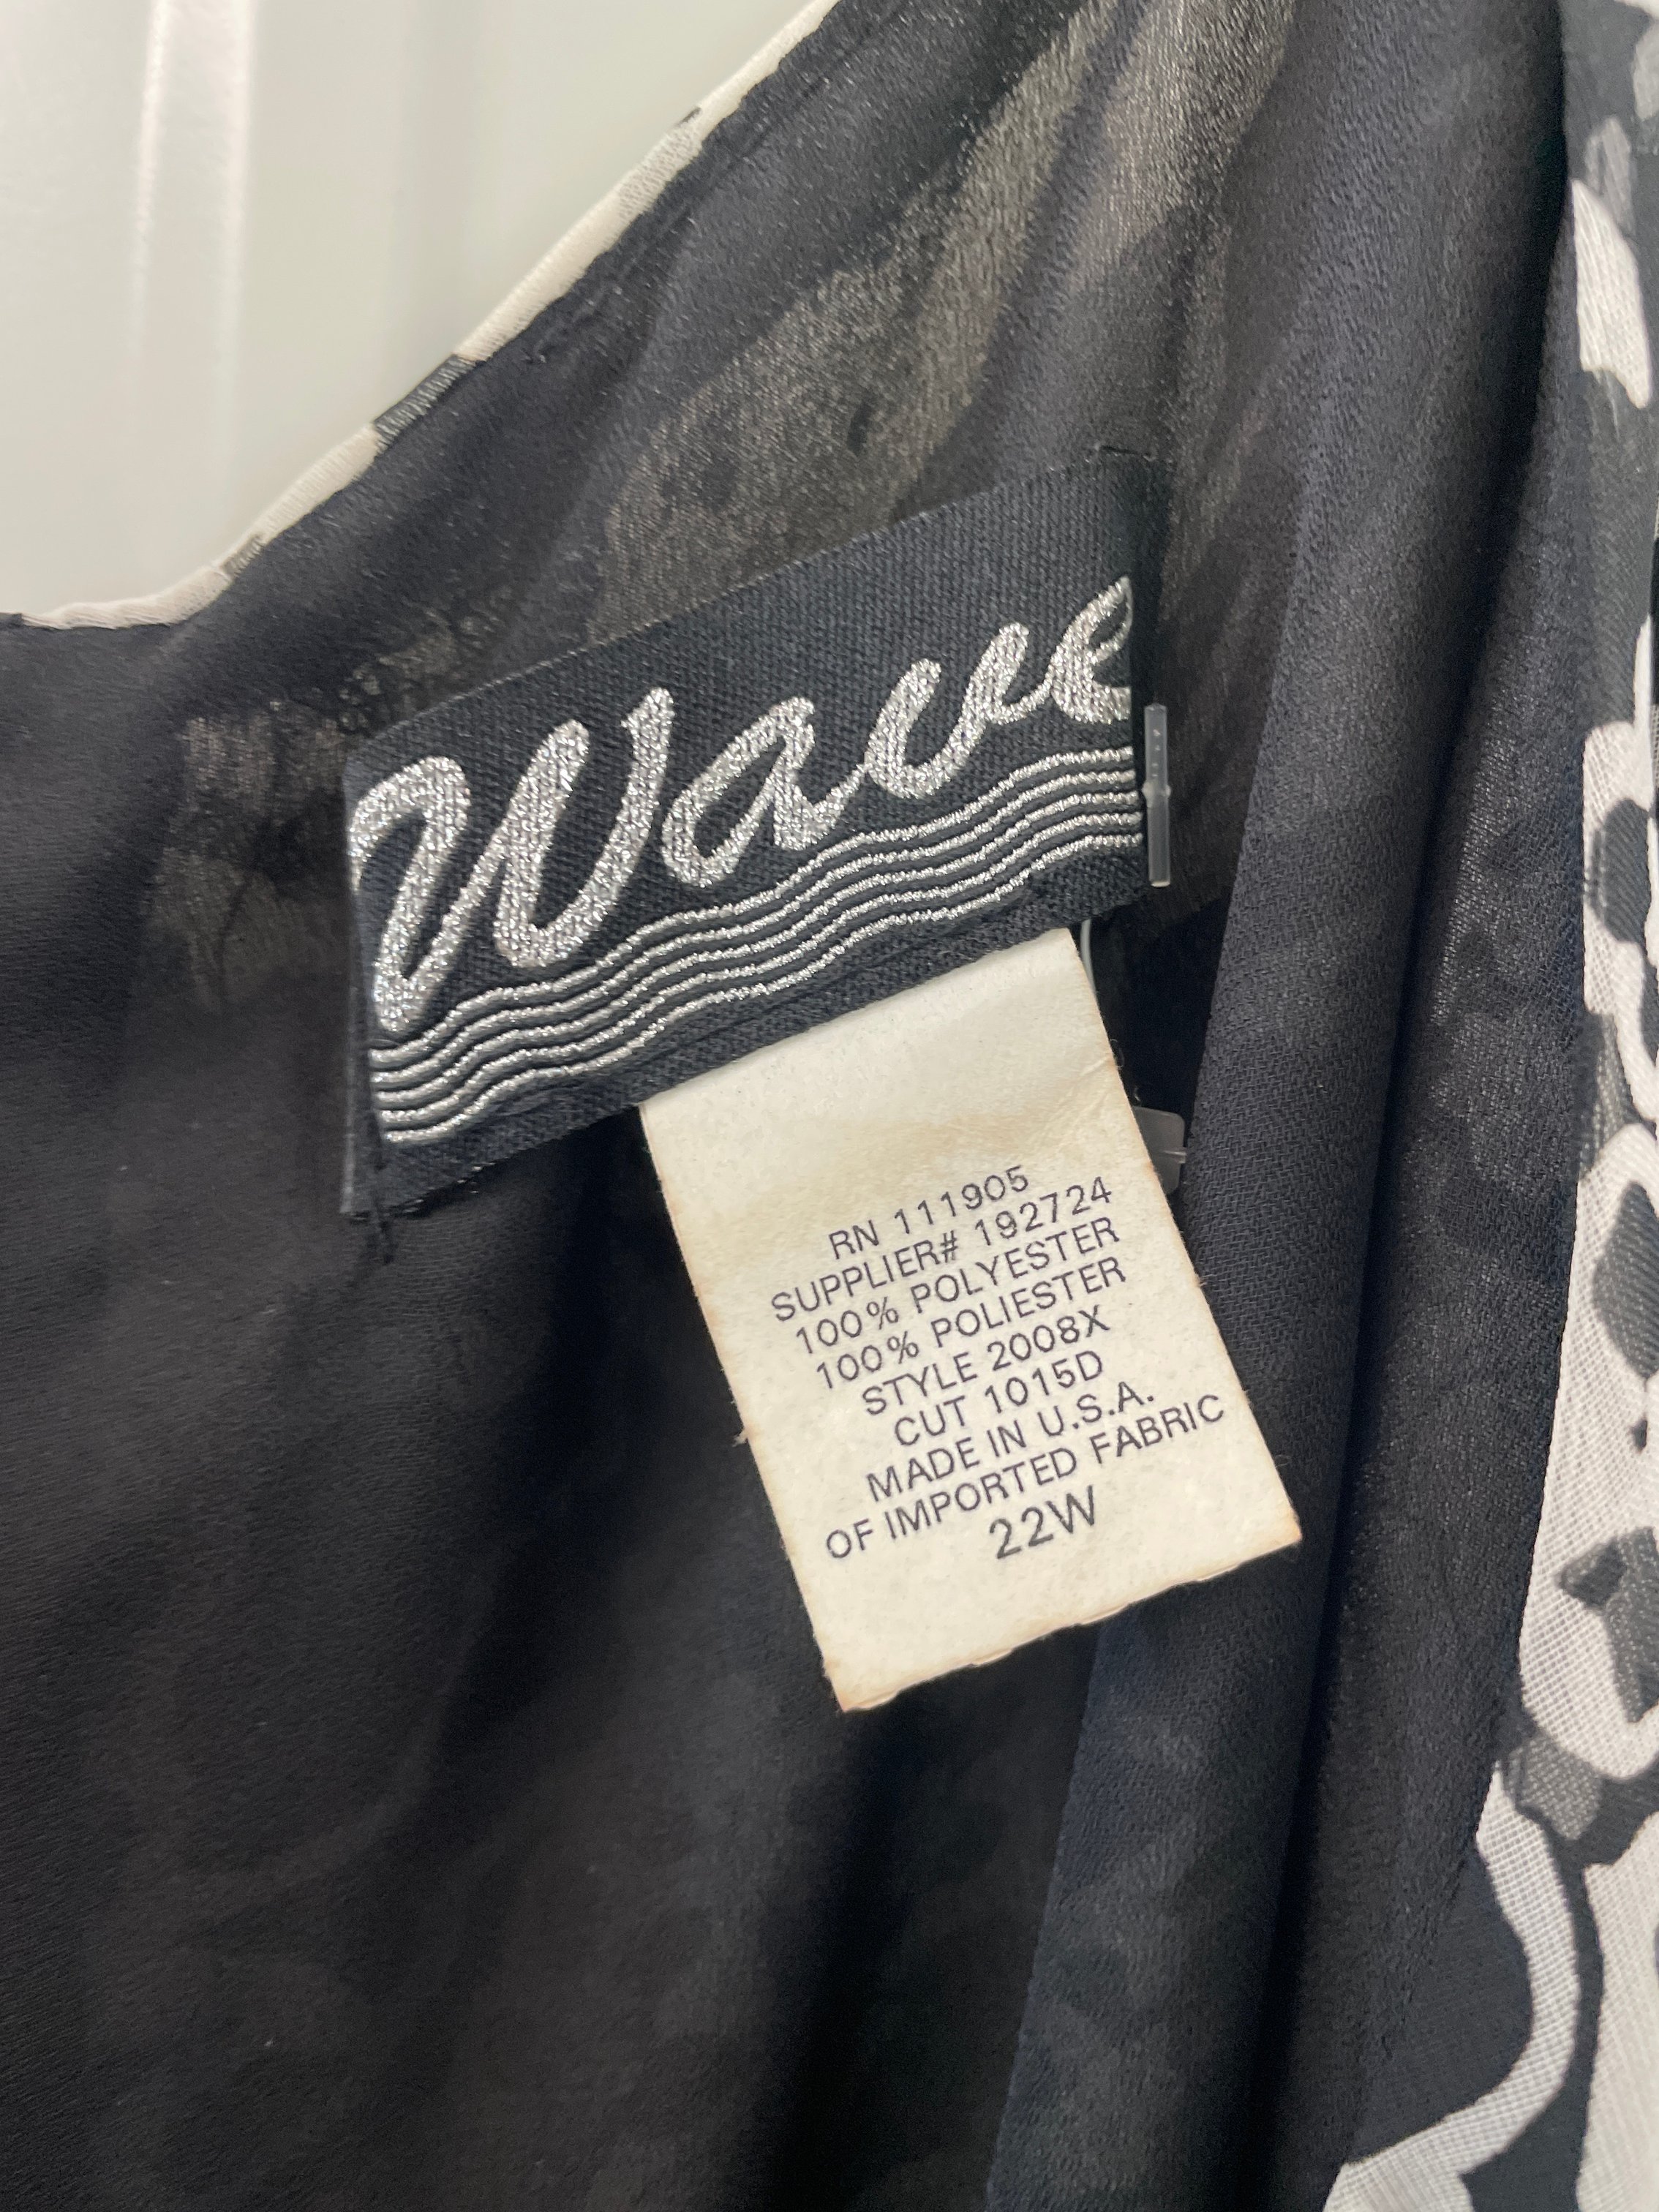 Wave
RN 111905
SUPPLIER# 192724
100% POLYESTER
100% POLIESTER
STYLE 2008X
CUT 1015D
MADE IN U.S.A.
OF IMPORTED FABRIC
22W